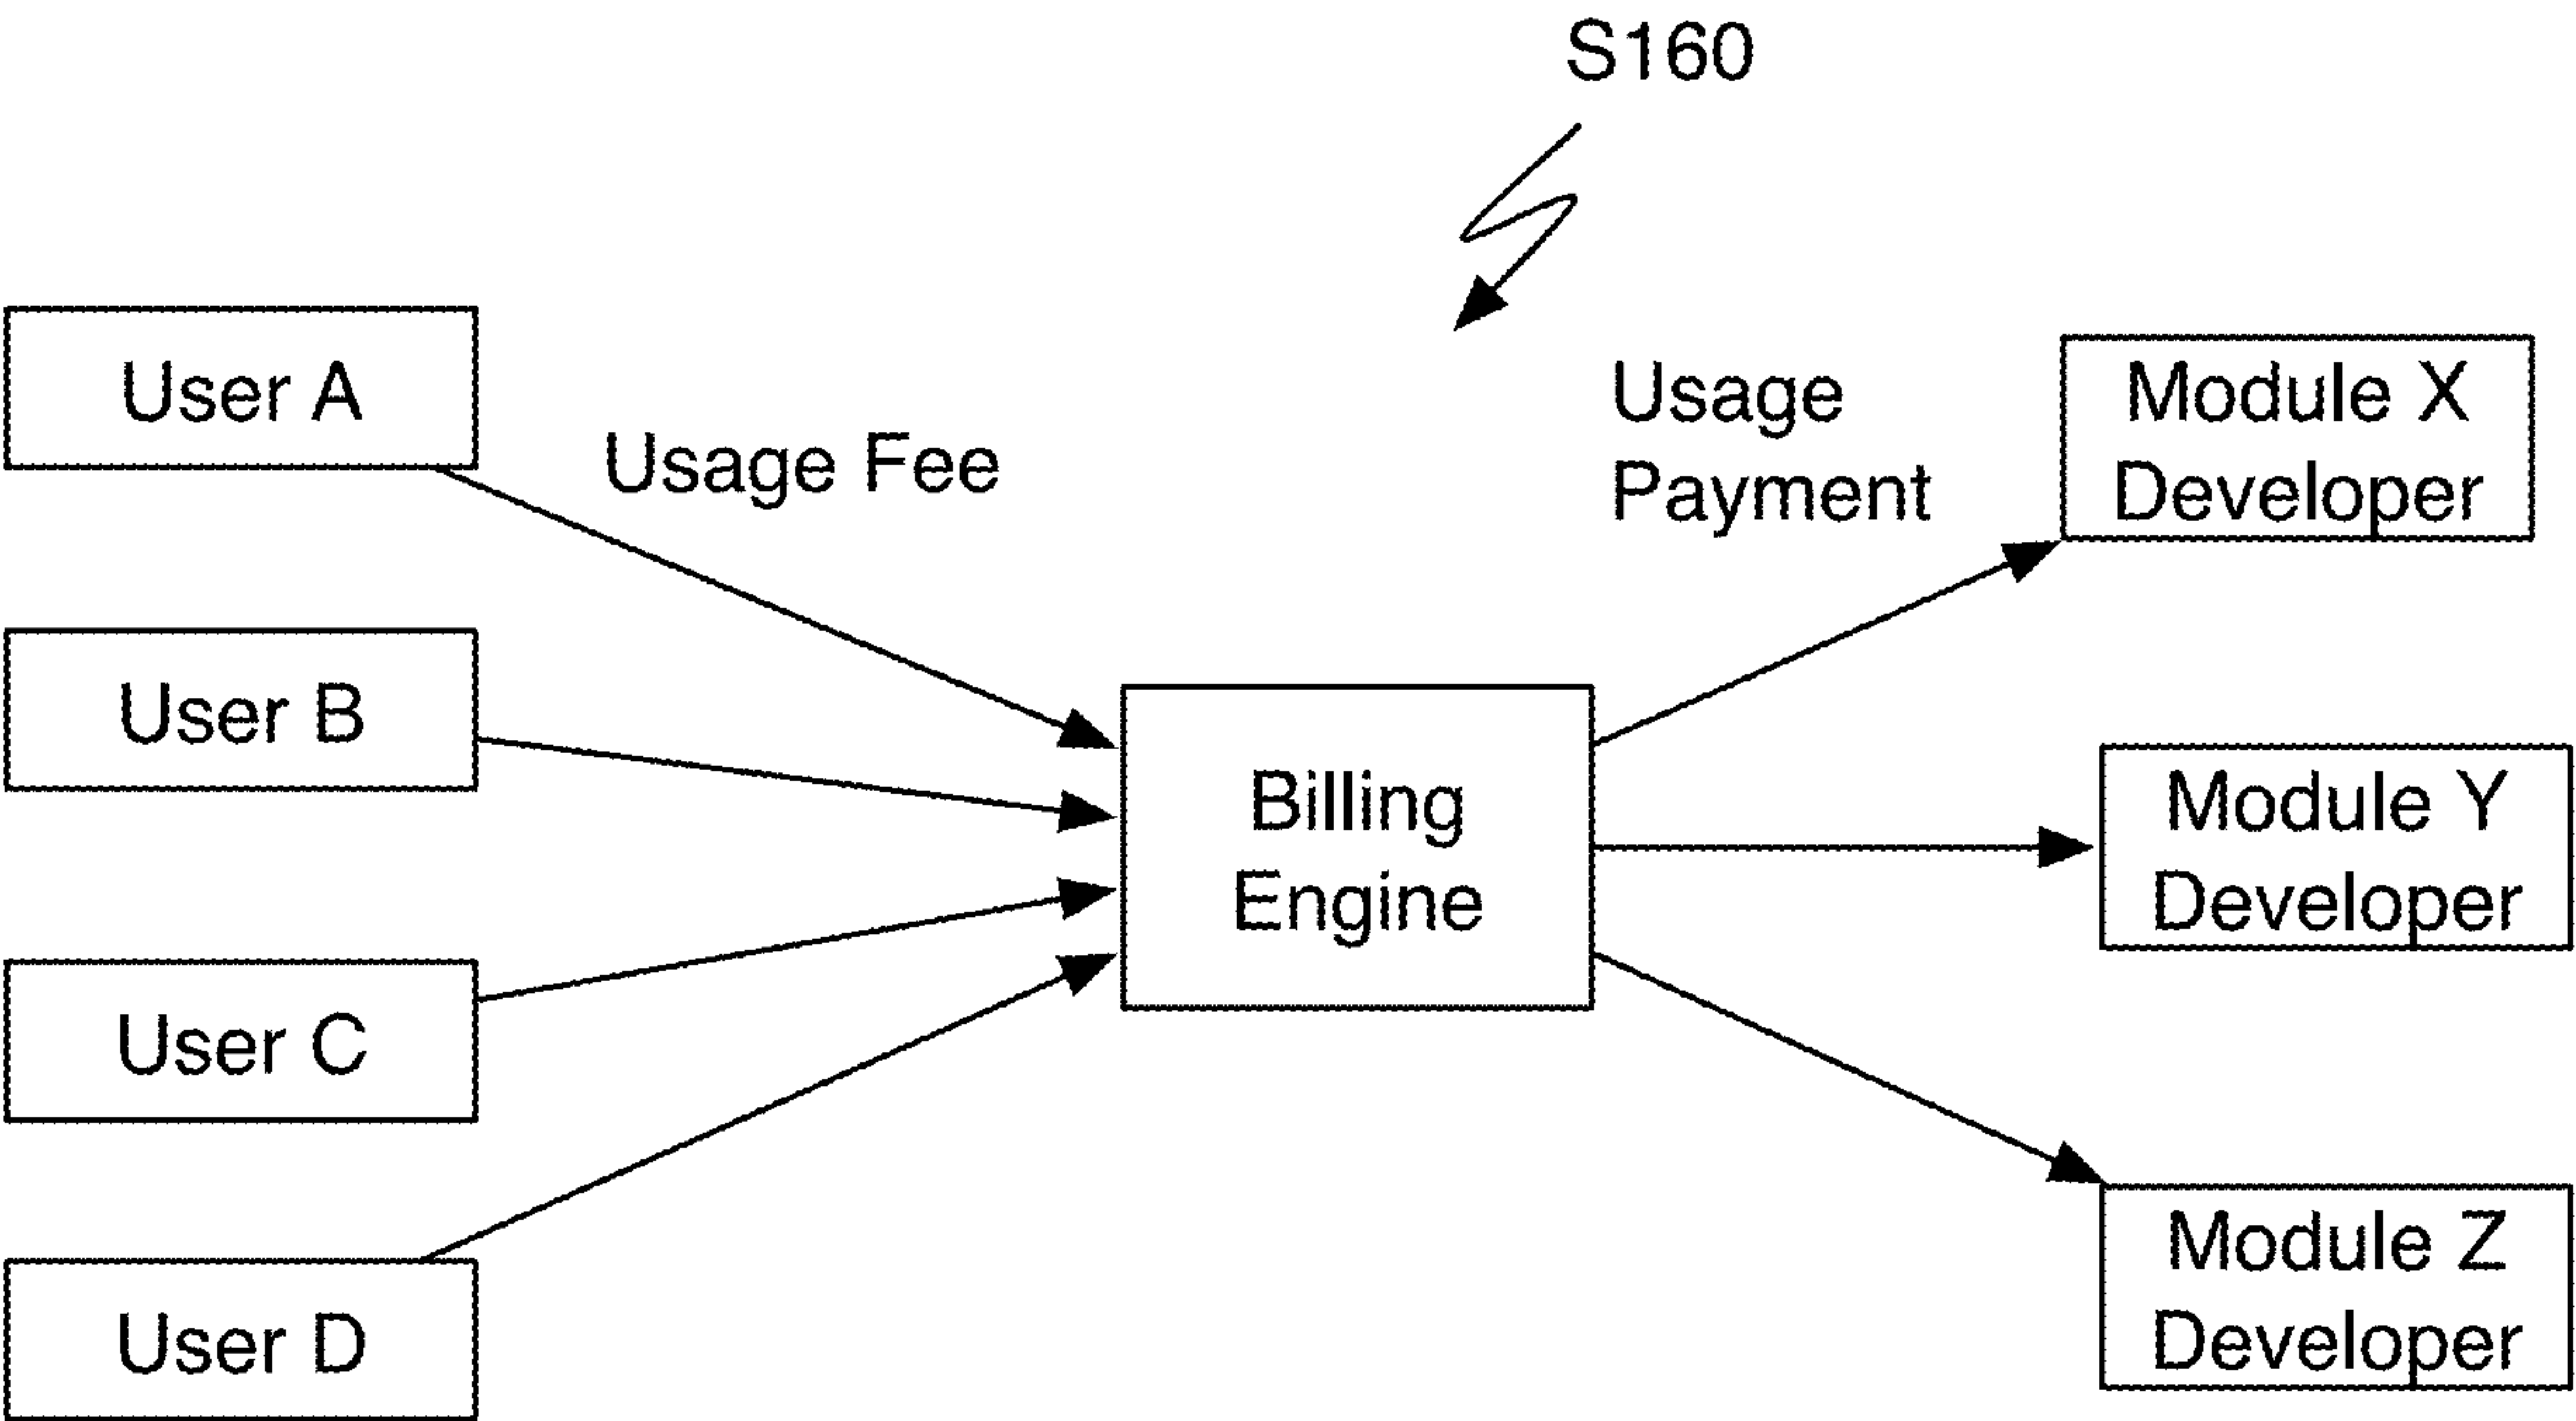 S160
User A
Usage Fee
Usage
Payment
Module X
Developer
User B
Billing
Engine
Module Y
Developer
User C
User D
Module Z
Developer